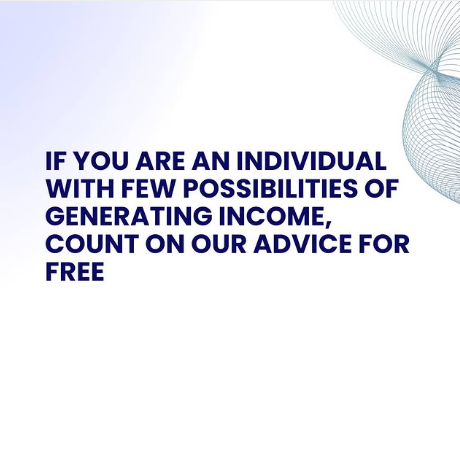 IF YOU ARE AN INDIVIDUAL
WITH FEW POSSIBILITIES OF
GENERATING INCOME,
COUNT ON OUR ADVICE FOR
FREE